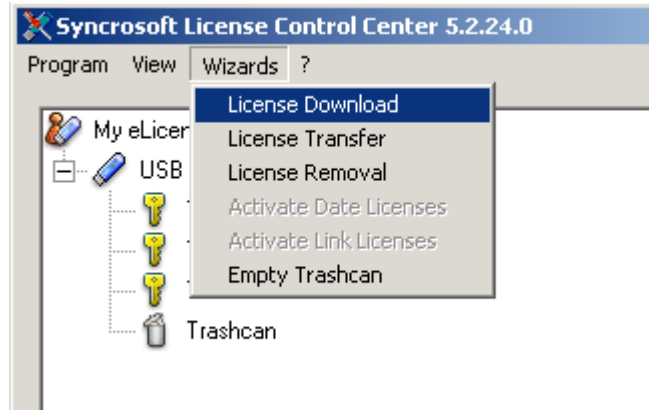 Syncrosoft License Control Center 5.2.24.0
Program View Wizards ?
License Download
My
License Transfer
USB
License Removal
Activate Date Licenses
Activate Link Licenses
Empty Trashcan
Trashcan